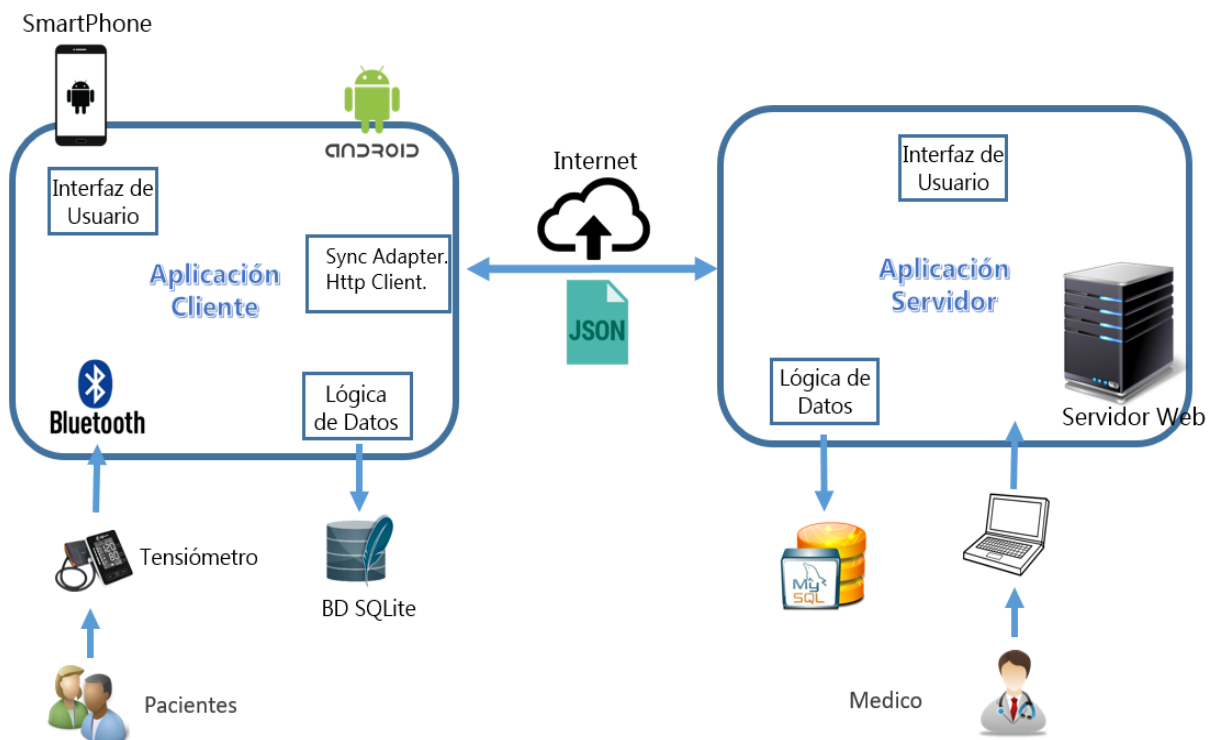 SmartPhone
ANDROID
Interfaz de
Usuario
Aplicación
Cliente
Sync Adapter.
Http Client.
Bluetooth
Lógica
de Datos
Tensiómetro
BD SQLite
Pacientes
Internet
JSON
Interfaz de
Usuario
Aplicación
Servidor
Lógica de
Datos
Servidor Web
My
SQL
Medico